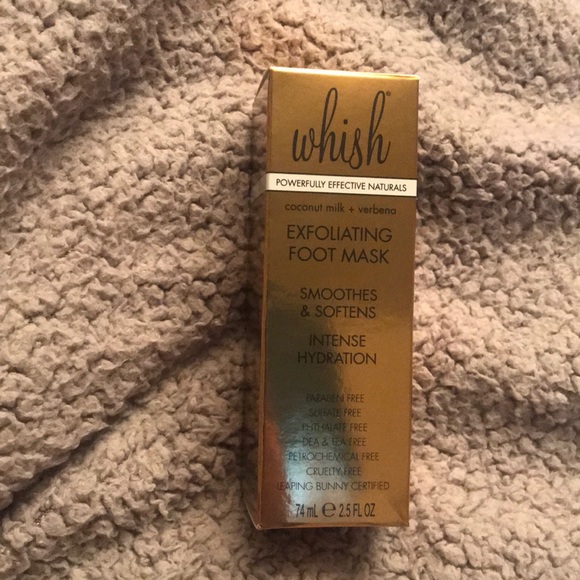 whish®
POWERFULLY EFFECTIVE NATURALS
coconut milk + verbena
EXFOLIATING
FOOT MASK
SMOOTHES
& SOFTENS
INTENSE
HYDRATION
PARABEN FREE
SULFATE FREE
PHTHALATE FREE
DEA & TEA FREE
PETROCHEMICAL FREE
CRUELTY FREE
LEAPING BUNNY CERTIFIED
74 mL ℮ 2.5 FL OZ